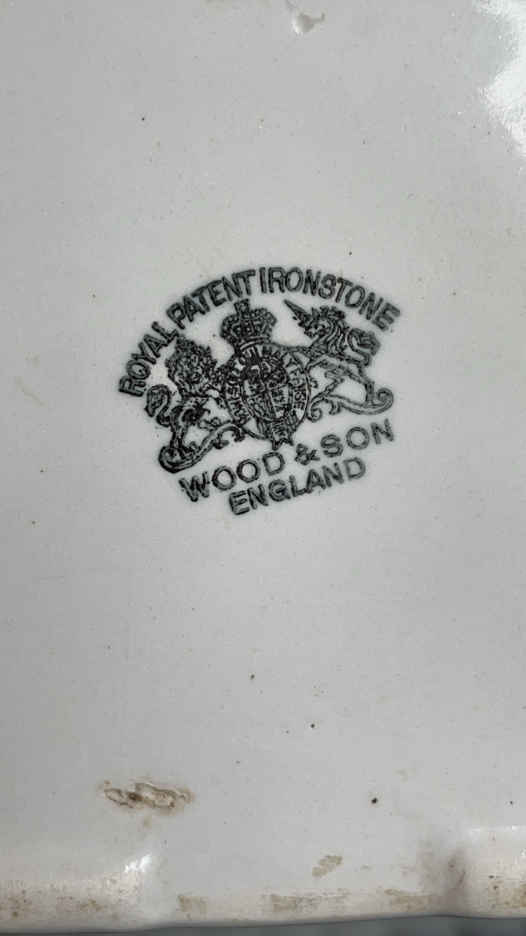 ROYAL PATENT IRONSTONE
WOOD & SON
ENGLAND